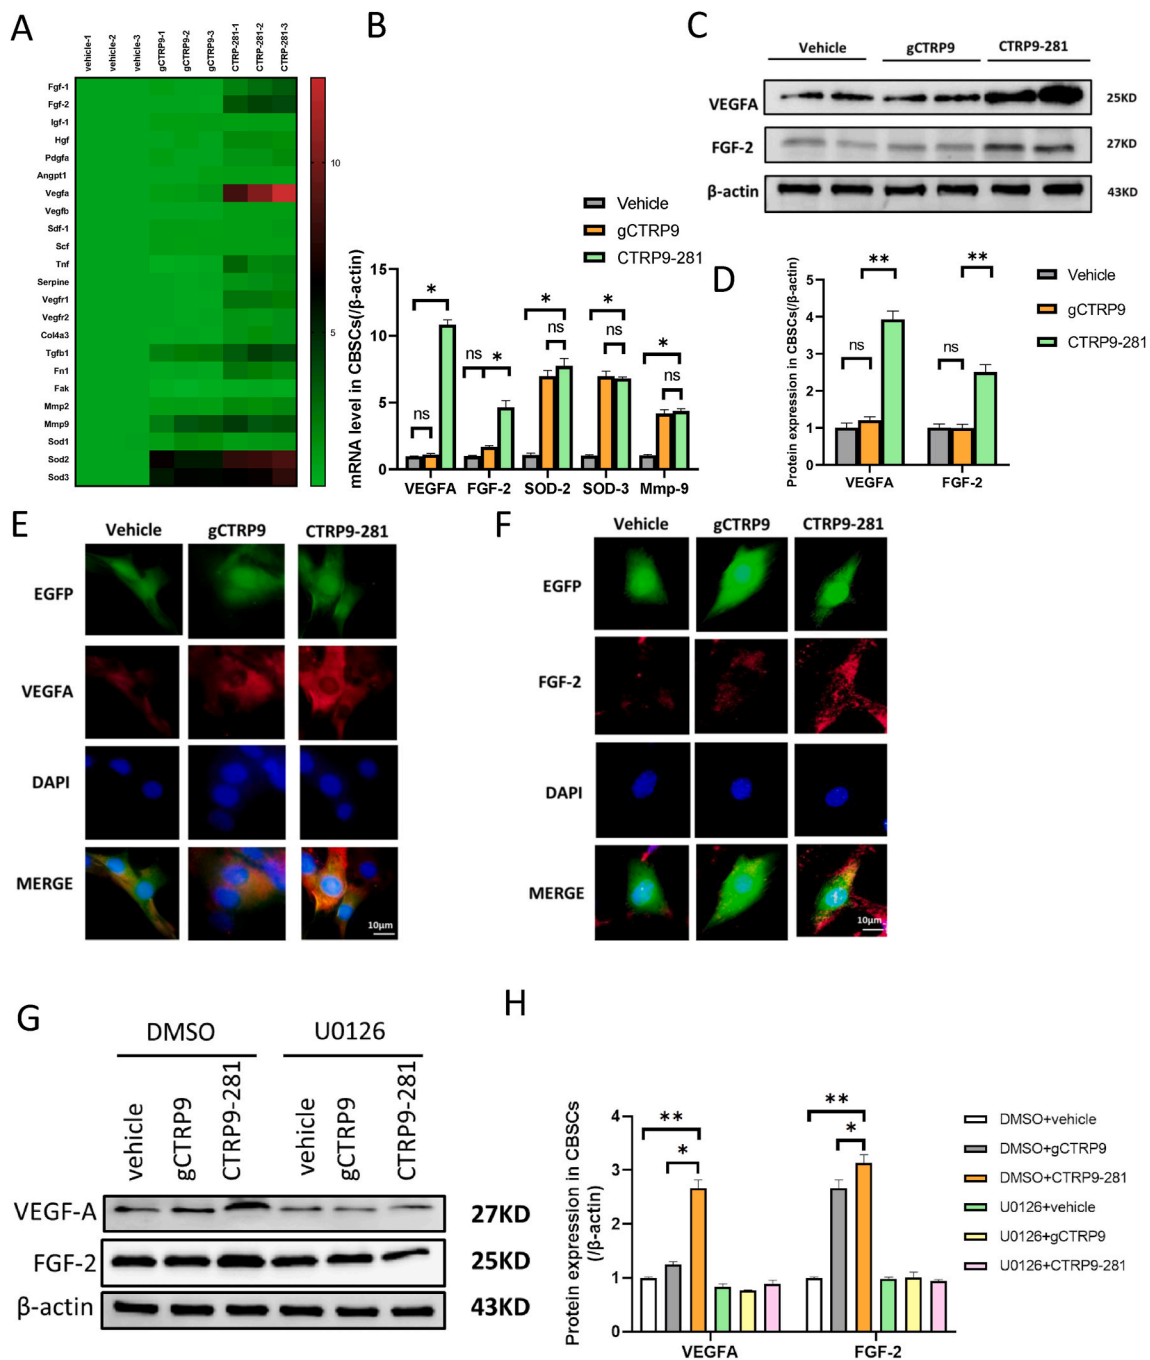 A
vehicle-1
vehicle-2
vehicle-3
gCTRP9-1
gCTRP9-2
gCTRP9-3
CTRP-281-1
CTRP-281-2
CTRP-281-3
Fgf-1
Fgf-2
Igf-1
Hgf
Pdgfa
Angpt1
Vegfa
Vegfb
Sdf-1
Scf
Tnf
Serpine
Vegfr1
Vegfr2
Col4a3
Tgfb1
Fn1
Fak
Mmp2
Mmp9
Sod1
Sod2
Sod3
10
5
B
Vehicle
gCTRP9
CTRP9-281
mRNA level in CBSCs(/β-actin)
15
10
5
0
ns
*
ns
*
*
ns
*
ns
*
ns
VEGFA
FGF-2
SOD-2
SOD-3
Mmp-9
C
Vehicle
gCTRP9
CTRP9-281
VEGFA
25KD
FGF-2
27KD
β-actin
43KD
D
Protein expression in CBSCs(/β-actin)
5
4
3
2
1
0
ns
**
ns
**
VEGFA
FGF-2
Vehicle
gCTRP9
CTRP9-281
E
Vehicle
gCTRP9
CTRP9-281
EGFP
VEGFA
DAPI
MERGE
10μm
F
Vehicle
gCTRP9
CTRP9-281
EGFP
FGF-2
DAPI
MERGE
10μm
G
DMSO
U0126
vehicle
gCTRP9
CTRP9-281
vehicle
gCTRP9
CTRP9-281
VEGF-A
27KD
FGF-2
25KD
β-actin
43KD
H
Protein expression in CBSCs
(/β-actin)
4
3
2
1
0
**
*
**
*
VEGFA
FGF-2
DMSO+vehicle
DMSO+gCTRP9
DMSO+CTRP9-281
U0126+vehicle
U0126+gCTRP9
U0126+CTRP9-281